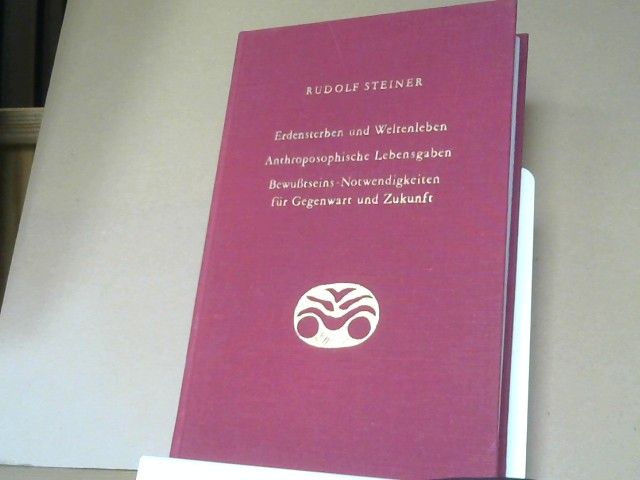 RUDOLF STEINER
Erdensterben und Weltenleben
Anthroposophische Lebensgaben
Bewußtseins-Notwendigkeiten
für Gegenwart und Zukunft